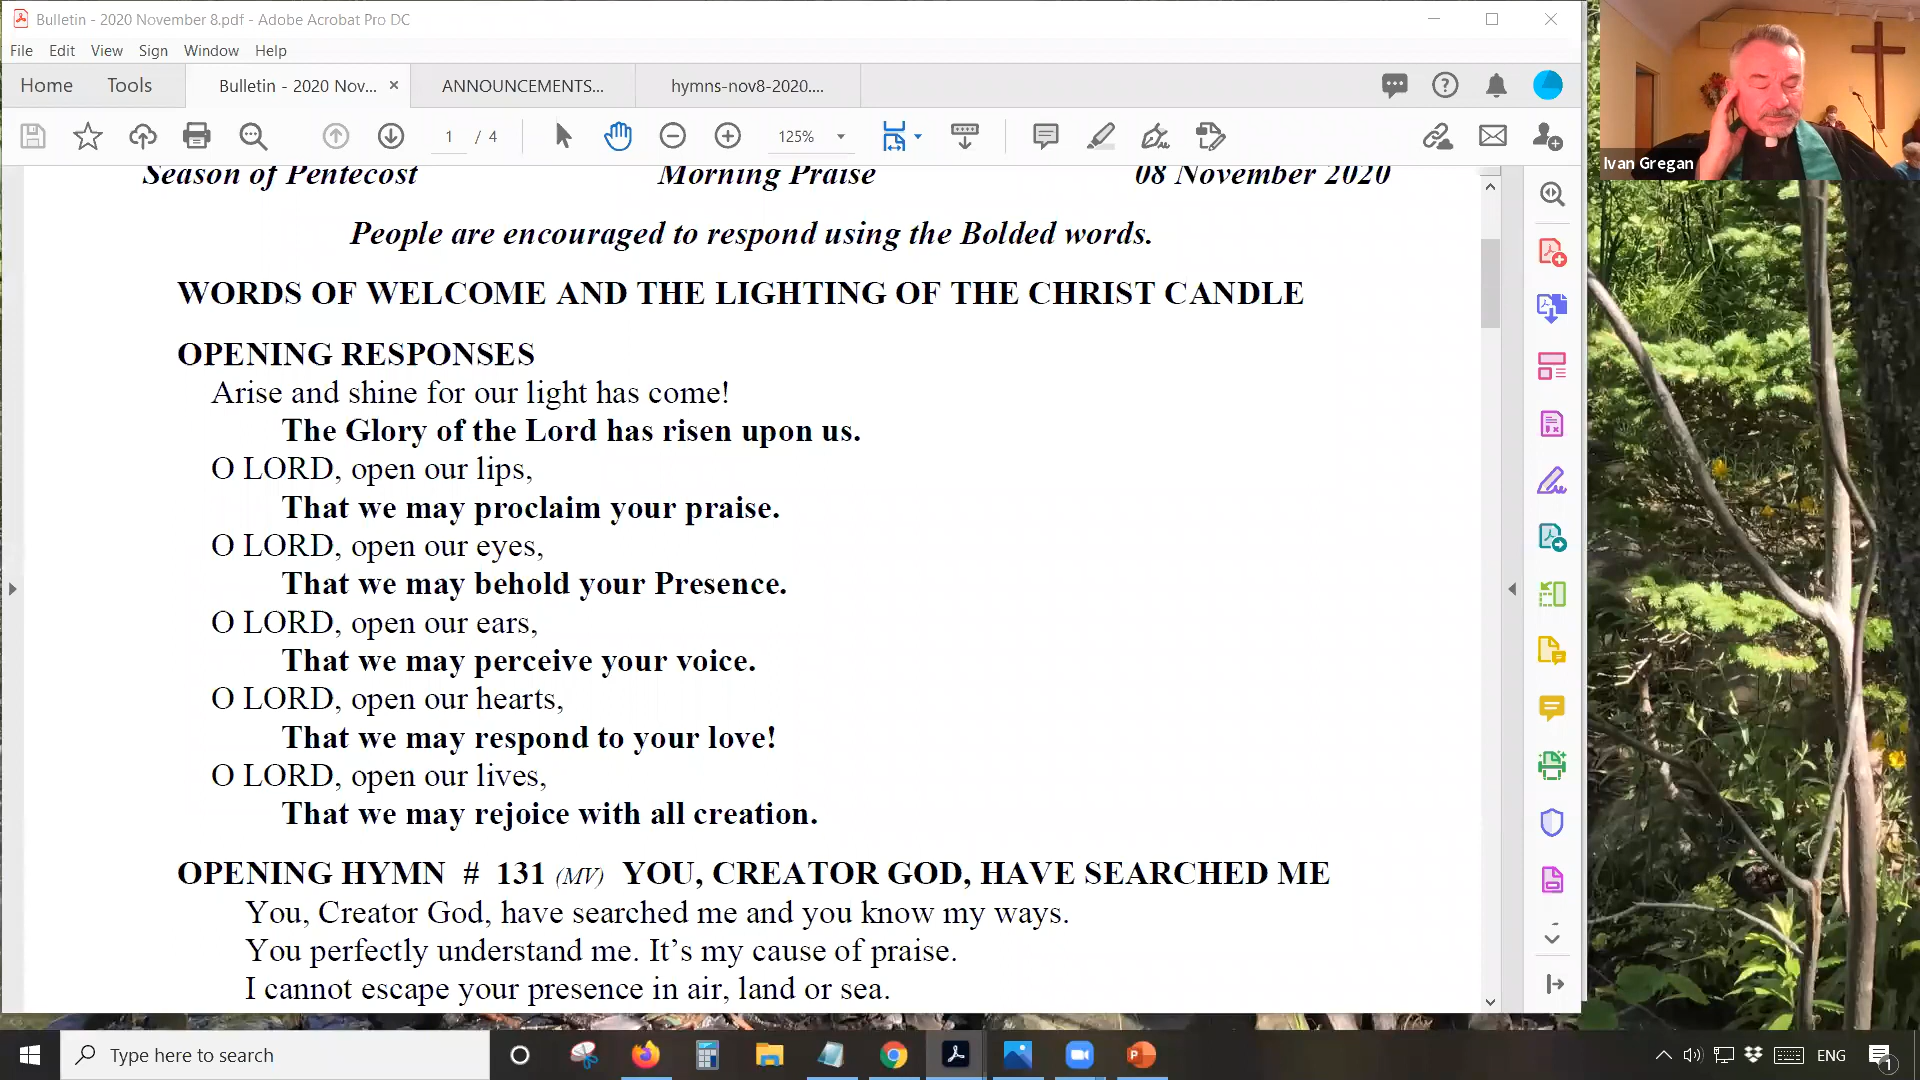 Bulletin - 2020 November 8.pdf - Adobe Acrobat Pro DC
File Edit View Sign Window Help
Home Tools Bulletin - 2020 Nov... × ANNOUNCEMENTS... hymns-nov8-2020....
1 / 4 125%
Ivan Gregan
Season of Pentecost Morning Praise 08 November 2020
People are encouraged to respond using the Bolded words.
WORDS OF WELCOME AND THE LIGHTING OF THE CHRIST CANDLE
OPENING RESPONSES
Arise and shine for our light has come!
The Glory of the Lord has risen upon us.
O LORD, open our lips,
That we may proclaim your praise.
O LORD, open our eyes,
That we may behold your Presence.
O LORD, open our ears,
That we may perceive your voice.
O LORD, open our hearts,
That we may respond to your love!
O LORD, open our lives,
That we may rejoice with all creation.
OPENING HYMN # 131 (MV) YOU, CREATOR GOD, HAVE SEARCHED ME
You, Creator God, have searched me and you know my ways.
You perfectly understand me. It’s my cause of praise.
I cannot escape your presence in air, land or sea.
Type here to search
ENG
1